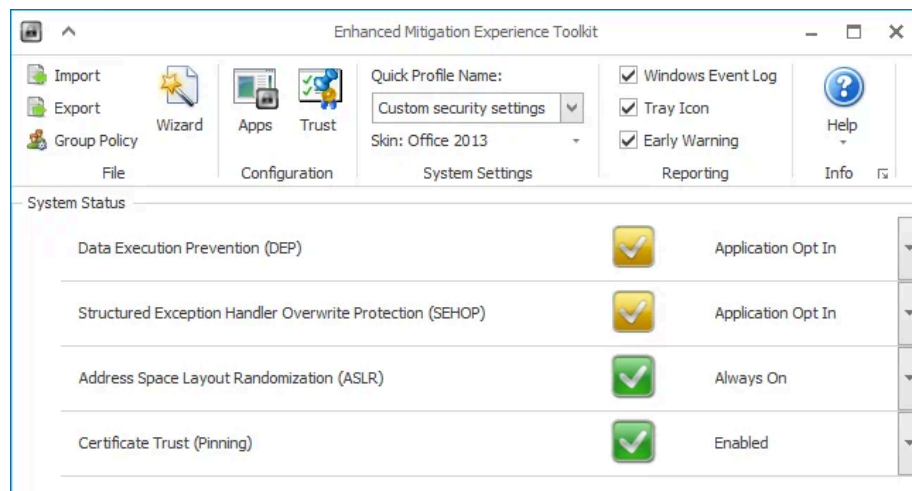 Enhanced Mitigation Experience Toolkit
Import
Export
Group Policy
Wizard
File
Apps
Trust
Configuration
Quick Profile Name:
Custom security settings
Skin: Office 2013
System Settings
Windows Event Log
Tray Icon
Early Warning
Reporting
Help
Info
System Status
Data Execution Prevention (DEP) Application Opt In
Structured Exception Handler Overwrite Protection (SEHOP) Application Opt In
Address Space Layout Randomization (ASLR) Always On
Certificate Trust (Pinning) Enabled